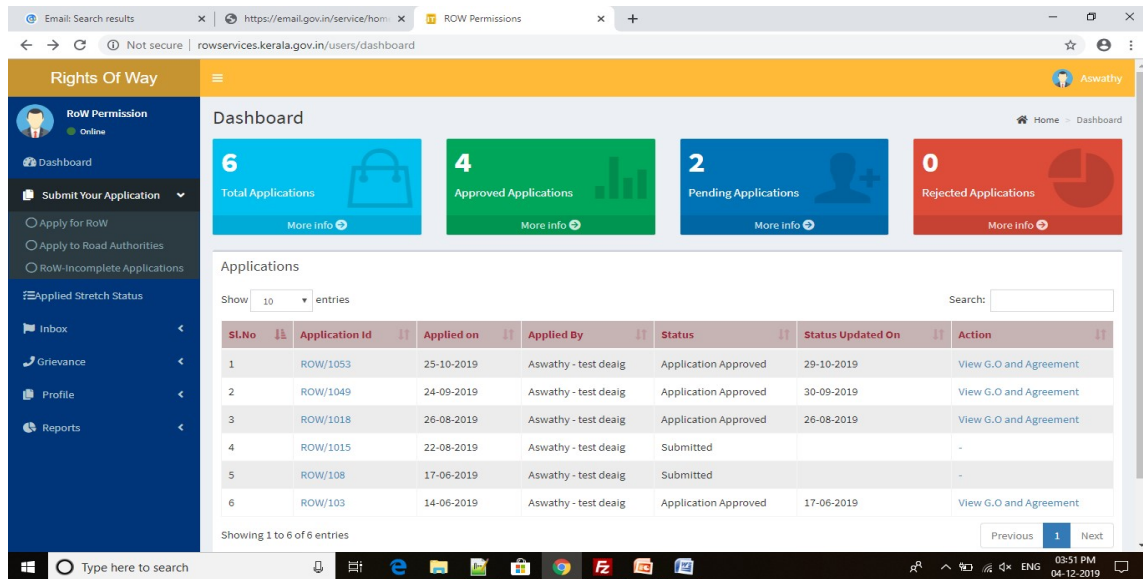 Email: Search results
https://email.gov.in/service/hom
ROW Permissions
Not secure | rowservices.kerala.gov.in/users/dashboard
Rights Of Way
Aswathy
RoW Permission
Online
Dashboard
Submit Your Application
Apply for RoW
Apply to Road Authorities
RoW-Incomplete Applications
Applied Stretch Status
Inbox
Grievance
Profile
Reports
Dashboard
Home > Dashboard
6
Total Applications
More info
4
Approved Applications
More info
2
Pending Applications
More info
0
Rejected Applications
More info
Applications
Show 10 entries
Search:
Sl.No Application Id Applied on Applied By Status Status Updated On Action
1 ROW/1053 25-10-2019 Aswathy - test deaig Application Approved 29-10-2019 View G.O and Agreement
2 ROW/1049 24-09-2019 Aswathy - test deaig Application Approved 30-09-2019 View G.O and Agreement
3 ROW/1018 26-08-2019 Aswathy - test deaig Application Approved 26-08-2019 View G.O and Agreement
4 ROW/1015 22-08-2019 Aswathy - test deaig Submitted -
5 ROW/108 17-06-2019 Aswathy - test deaig Submitted -
6 ROW/103 14-06-2019 Aswathy - test deaig Application Approved 17-06-2019 View G.O and Agreement
Showing 1 to 6 of 6 entries
Previous 1 Next
Type here to search
ENG
03:51 PM
04-12-2019